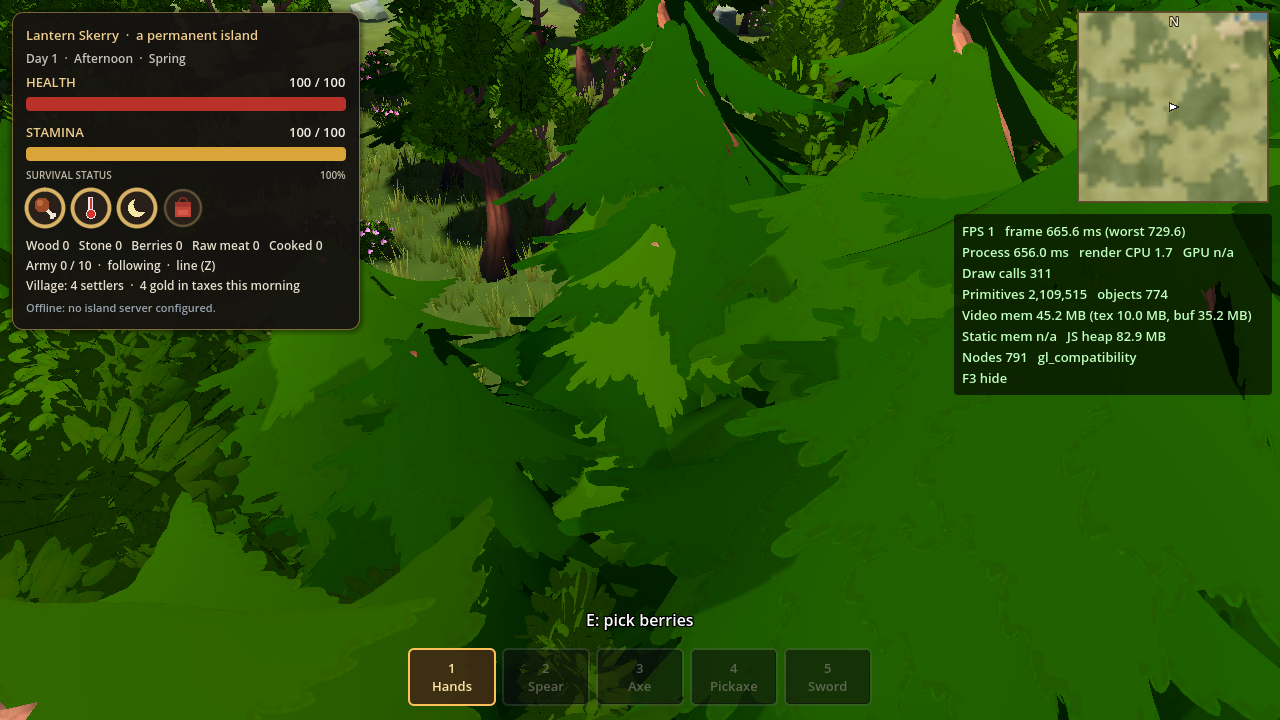 Lantern Skerry · a permanent island
Day 1 · Afternoon · Spring
HEALTH 100 / 100
STAMINA 100 / 100
SURVIVAL STATUS 100%
Wood 0 Stone 0 Berries 0 Raw meat 0 Cooked 0
Army 0 / 10 · following · line (Z)
Village: 4 settlers · 4 gold in taxes this morning
Offline: no island server configured.
N
FPS 1 frame 665.6 ms (worst 729.6)
Process 656.0 ms render CPU 1.7 GPU n/a
Draw calls 311
Primitives 2,109,515 objects 774
Video mem 45.2 MB (tex 10.0 MB, buf 35.2 MB)
Static mem n/a JS heap 82.9 MB
Nodes 791 gl_compatibility
F3 hide
E: pick berries
1 2 3 4 5
Hands Spear Axe Pickaxe Sword